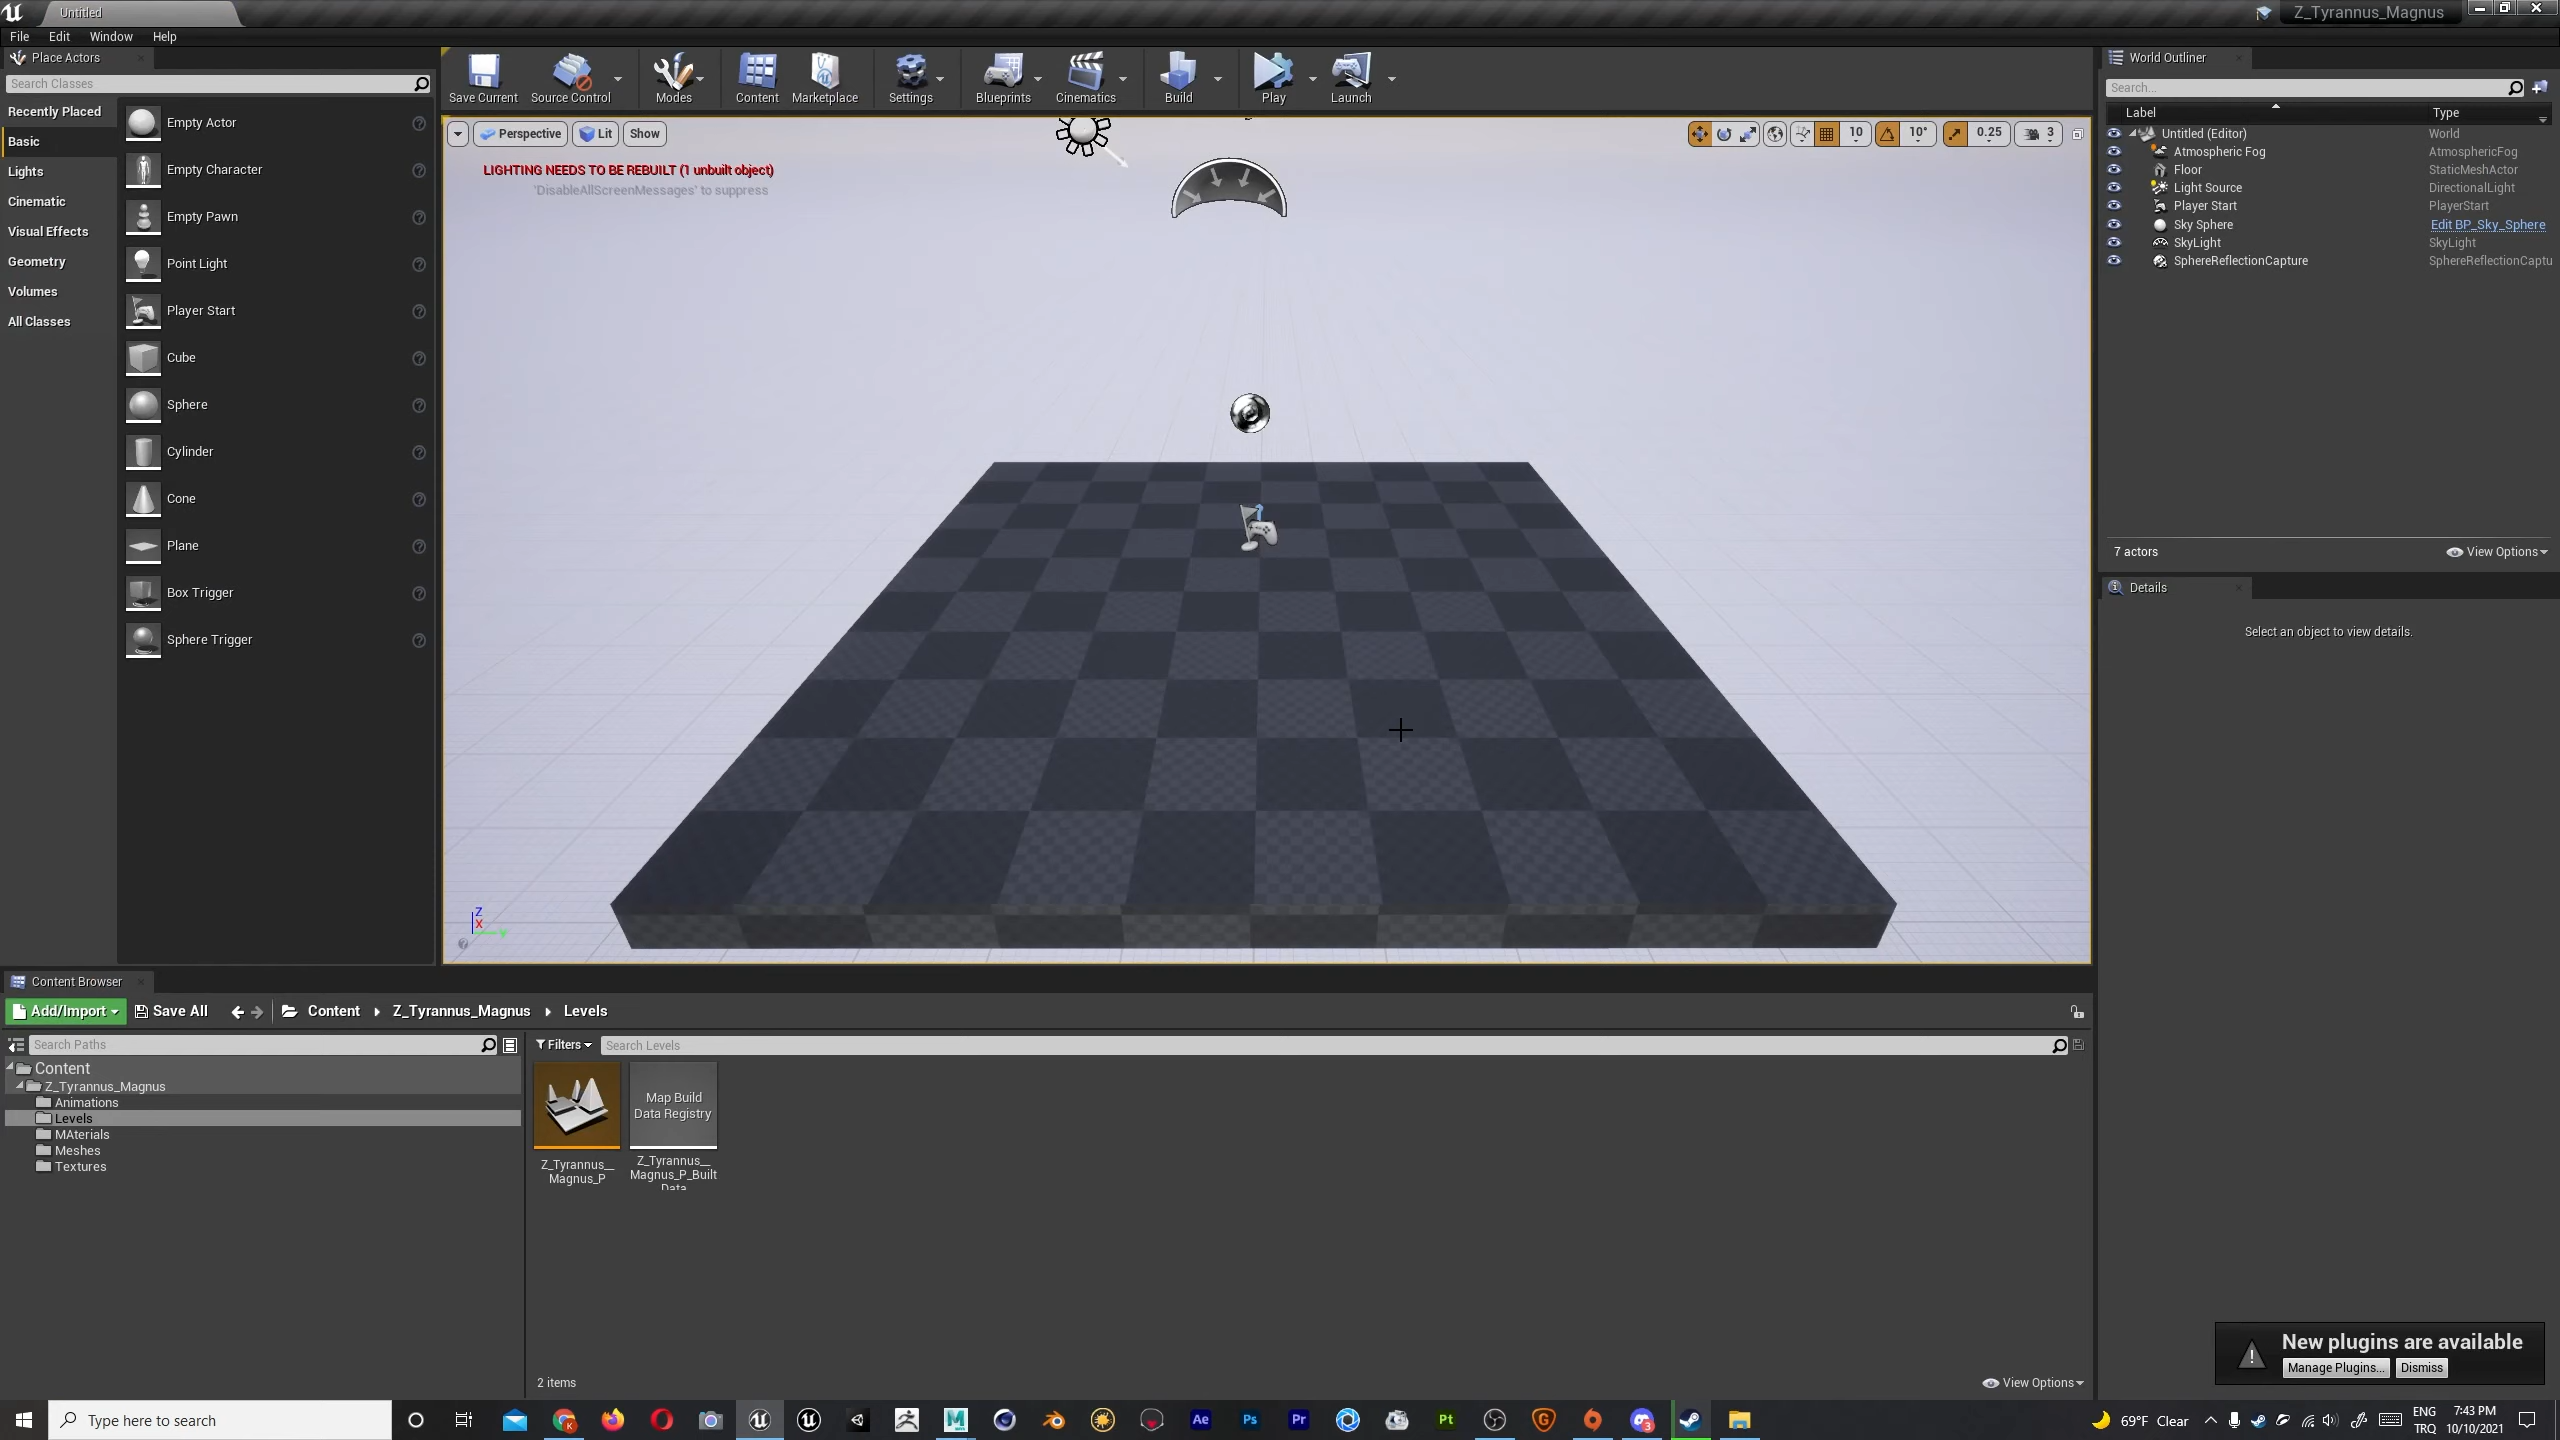 Untitled
Z_Tyrannus_Magnus
File Edit Window Help
Place Actors
Search Classes
Recently Placed
Basic
Lights
Cinematic
Visual Effects
Geometry
Volumes
All Classes
Empty Actor
Empty Character
Empty Pawn
Point Light
Player Start
Cube
Sphere
Cylinder
Cone
Plane
Box Trigger
Sphere Trigger
Save Current Source Control Modes Content Marketplace Settings Blueprints Cinematics Build Play Launch
Perspective Lit Show
10 10° 0.25 3
LIGHTING NEEDS TO BE REBUILT (1 unbuilt object)
'DisableAllScreenMessages' to suppress
Z
X
Y
World Outliner
Search...
Label Type
Untitled (Editor) World
Atmospheric Fog AtmosphericFog
Floor StaticMeshActor
Light Source DirectionalLight
Player Start PlayerStart
Sky Sphere Edit BP_Sky_Sphere
SkyLight SkyLight
SphereReflectionCapture SphereReflectionCaptu
7 actors View Options
Details
Select an object to view details.
Content Browser
Add/Import Save All Content Z_Tyrannus_Magnus Levels
Search Paths
Filters Search Levels
Content
Z_Tyrannus_Magnus
Animations
Levels
MAterials
Meshes
Textures
Z_Tyrannus__
Magnus_P
Map Build
Data Registry
Z_Tyrannus__
Magnus_P_Built
Data
2 items View Options
New plugins are available
Manage Plugins... Dismiss
Type here to search
Ae Ps Pr Pt
69°F Clear
ENG
TRQ
7:43 PM
10/10/2021